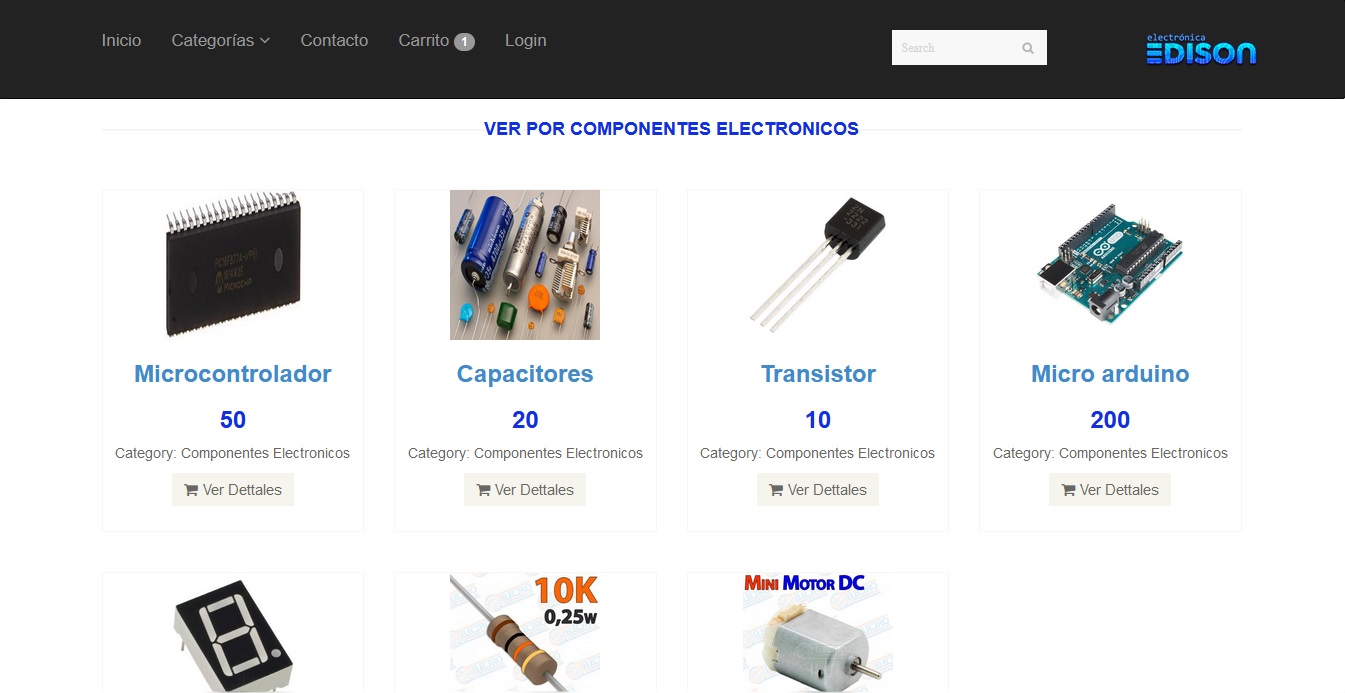 Inicio Categorías Contacto Carrito 1 Login Search electrónica EDISON
VER POR COMPONENTES ELECTRONICOS
Microcontrolador Capacitores Transistor Micro arduino
50 20 10 200
Category: Componentes Electronicos Category: Componentes Electronicos Category: Componentes Electronicos Category: Componentes Electronicos
Ver Dettales Ver Dettales Ver Dettales Ver Dettales
10K MINI MOTOR DC
0,25w